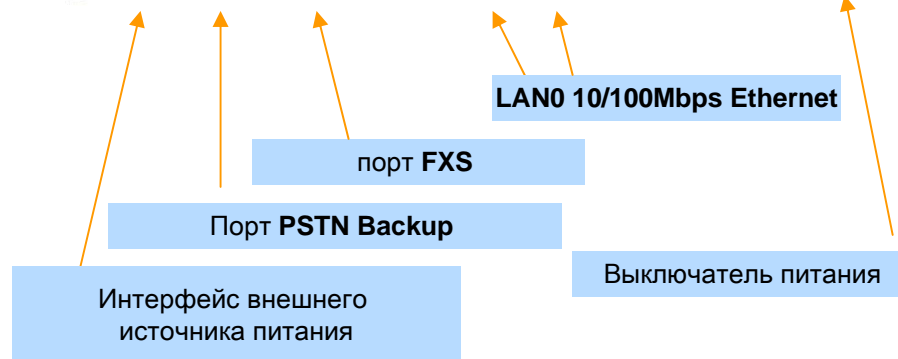 LAN0 10/100Mbps Ethernet
порт FXS
Порт PSTN Backup
Выключатель питания
Интерфейс внешнего
источника питания